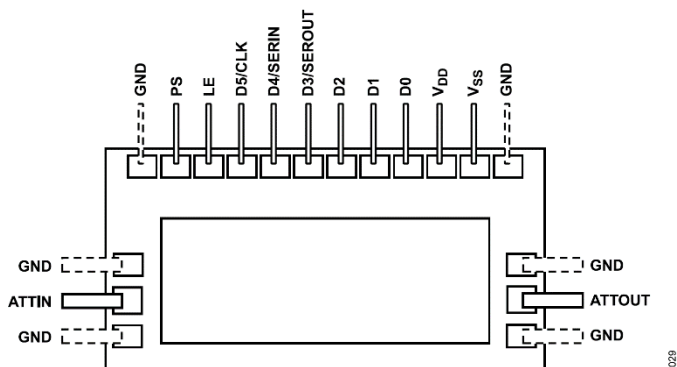 GND
PS
LE
D5/CLK
D4/SERIN
D3/SEROUT
D2
D1
D0
VDD
VSS
GND
GND
GND
ATTIN
ATTOUT
GND
GND
029